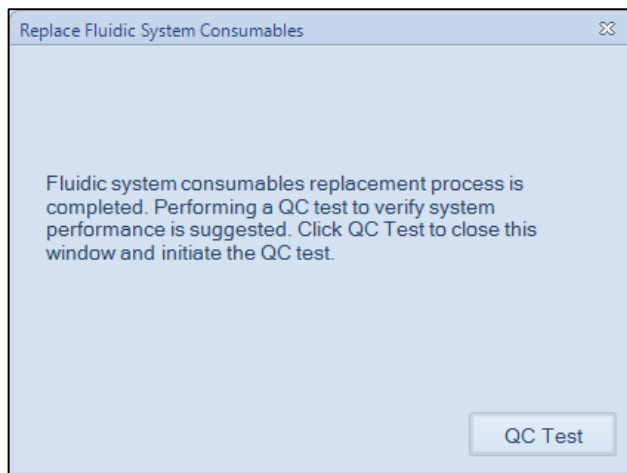 Replace Fluidic System Consumables
Fluidic system consumables replacement process is
completed. Performing a QC test to verify system
performance is suggested. Click QC Test to close this
window and initiate the QC test.
QC Test